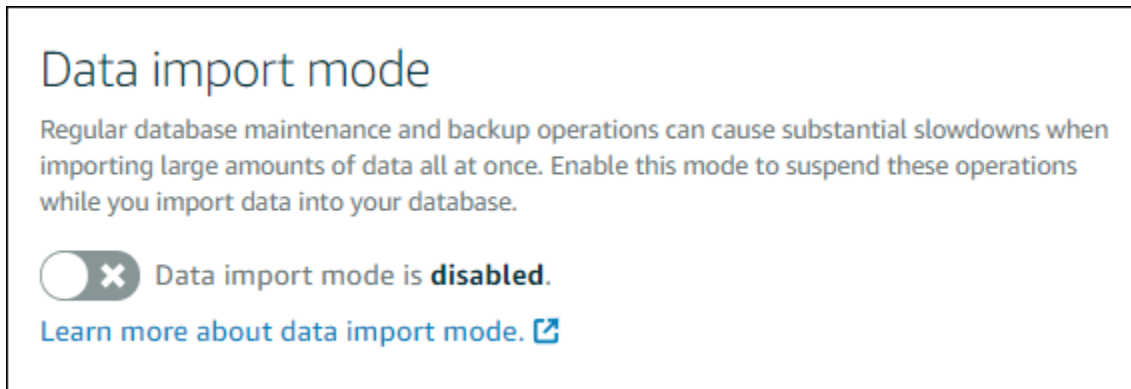 Data import mode
Regular database maintenance and backup operations can cause substantial slowdowns when
importing large amounts of data all at once. Enable this mode to suspend these operations
while you import data into your database.
Data import mode is disabled.
Learn more about data import mode.